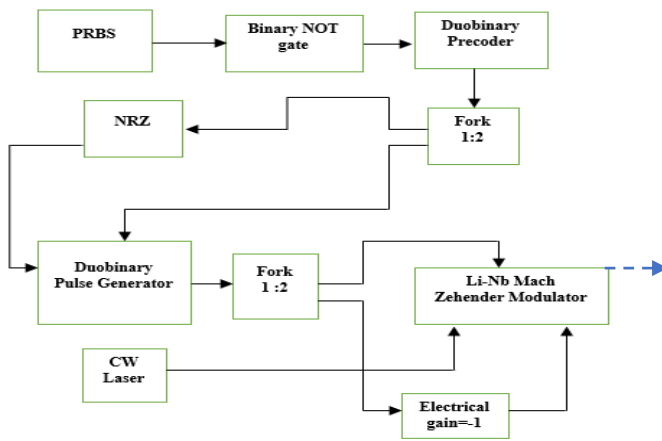 PRBS
Binary NOT
gate
Duobinary
Precoder
NRZ
Fork
1:2
Duobinary
Pulse Generator
Fork
1 :2
Li-Nb Mach
Zehender Modulator
CW
Laser
Electrical
gain=-1